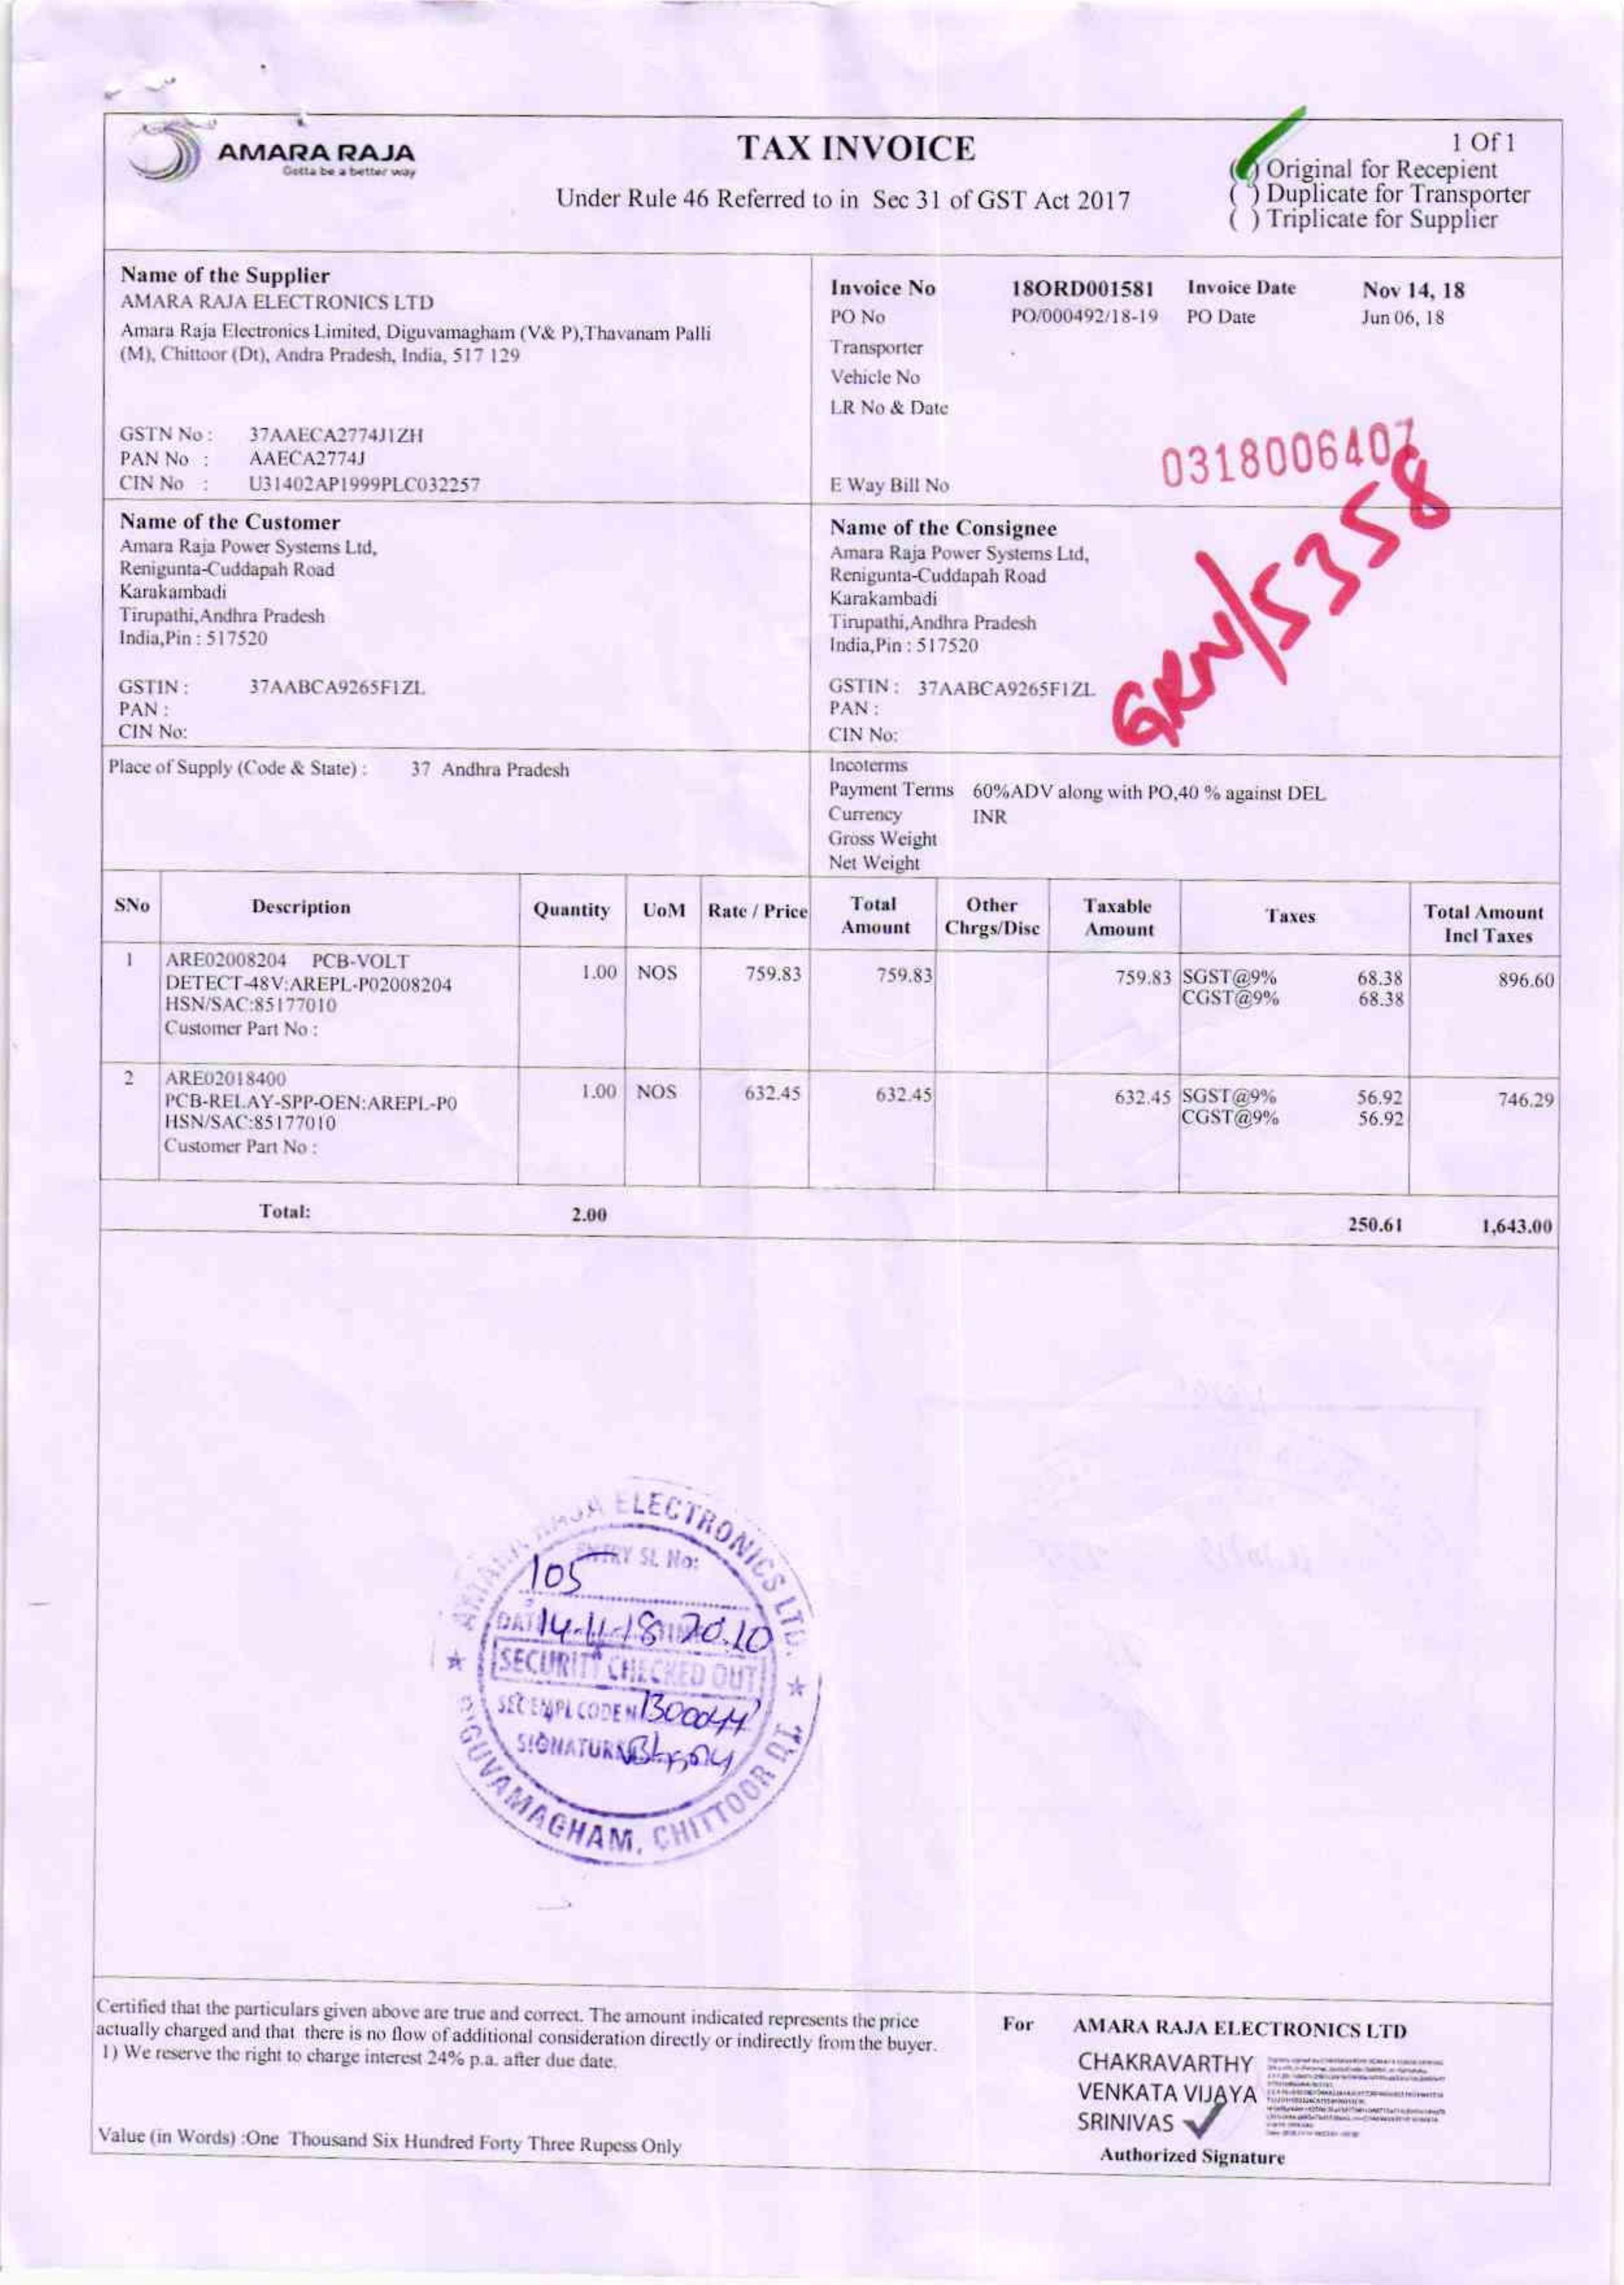 AMARA RAJA
Gotta be a better way
TAX INVOICE
Under Rule 46 Referred to in Sec 31 of GST Act 2017
1 Of 1
( ) Original for Recepient
( ) Duplicate for Transporter
( ) Triplicate for Supplier
Name of the Supplier
AMARA RAJA ELECTRONICS LTD
Amara Raja Electronics Limited, Diguvamagham (V& P),Thavanam Palli
(M), Chittoor (Dt), Andra Pradesh, India, 517 129
GSTN No : 37AAECA2774J1ZH
PAN No : AAECA2774J
CIN No : U31402AP1999PLC032257
Invoice No 18ORD001581 Invoice Date Nov 14, 18
PO No PO/000492/18-19 PO Date Jun 06, 18
Transporter
Vehicle No
LR No & Date
0318006407
E Way Bill No
GRN/5358
Name of the Customer
Amara Raja Power Systems Ltd,
Renigunta-Cuddapah Road
Karakambadi
Tirupathi,Andhra Pradesh
India,Pin : 517520
GSTIN : 37AABCA9265F1ZL
PAN :
CIN No:
Name of the Consignee
Amara Raja Power Systems Ltd,
Renigunta-Cuddapah Road
Karakambadi
Tirupathi,Andhra Pradesh
India,Pin : 517520
GSTIN : 37AABCA9265F1ZL
PAN :
CIN No:
Place of Supply (Code & State) : 37 Andhra Pradesh
Incoterms
Payment Terms 60%ADV along with PO,40 % against DEL
Currency INR
Gross Weight
Net Weight
SNo Description Quantity UoM Rate / Price Total Amount Other Chrgs/Disc Taxable Amount Taxes Total Amount Incl Taxes
1 ARE02008204 PCB-VOLT
DETECT-48V:AREPL-P02008204 1.00 NOS 759.83 759.83 759.83 SGST@9% 68.38 896.60
HSN/SAC:85177010 CGST@9% 68.38
Customer Part No :
2 ARE02018400
PCB-RELAY-SPP-OEN:AREPL-P0 1.00 NOS 632.45 632.45 632.45 SGST@9% 56.92 746.29
HSN/SAC:85177010 CGST@9% 56.92
Customer Part No :
Total: 2.00 250.61 1,643.00
ELECTRONICS LTD.
ENTRY SL No:
105
14-11-18 20.10
SECURITY CHECKED OUT
SEC EMPL CODE N 1300044
SIGNATURE
DIGUVAMAGHAM, CHITTOOR Dt.
Certified that the particulars given above are true and correct. The amount indicated represents the price
actually charged and that there is no flow of additional consideration directly or indirectly from the buyer.
1) We reserve the right to charge interest 24% p.a. after due date.
Value (in Words) :One Thousand Six Hundred Forty Three Rupess Only
For AMARA RAJA ELECTRONICS LTD
CHAKRAVARTHY
VENKATA VIJAYA
SRINIVAS
Authorized Signature